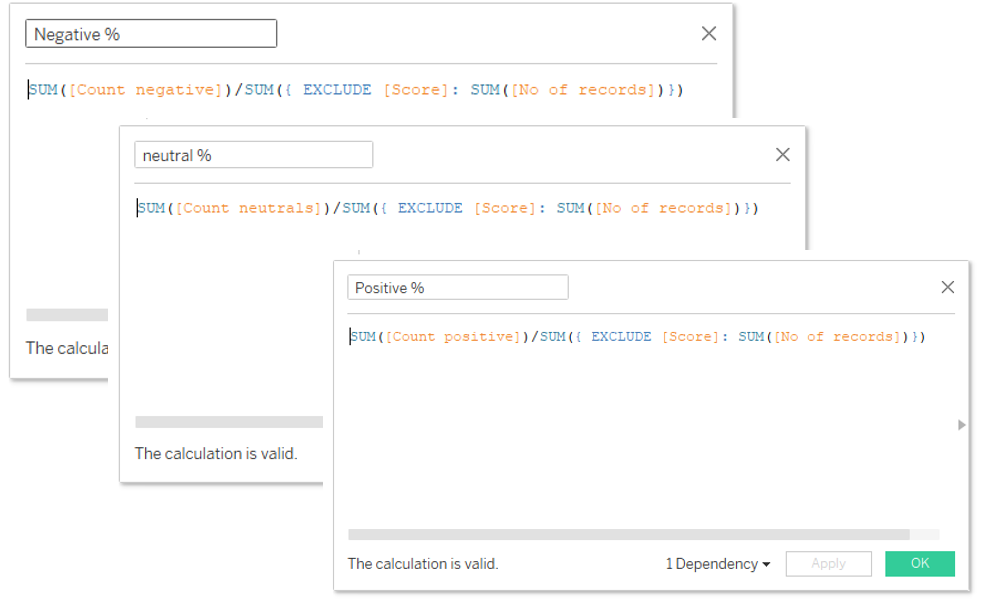 Negative %
SUM([Count negative])/SUM({ EXCLUDE [Score]: SUM([No of records])})
The calcula
neutral %
SUM([Count neutrals])/SUM({ EXCLUDE [Score]: SUM([No of records])})
The calculation is valid.
Positive %
SUM([Count positive])/SUM({ EXCLUDE [Score]: SUM([No of records])})
The calculation is valid. 1 Dependency Apply OK